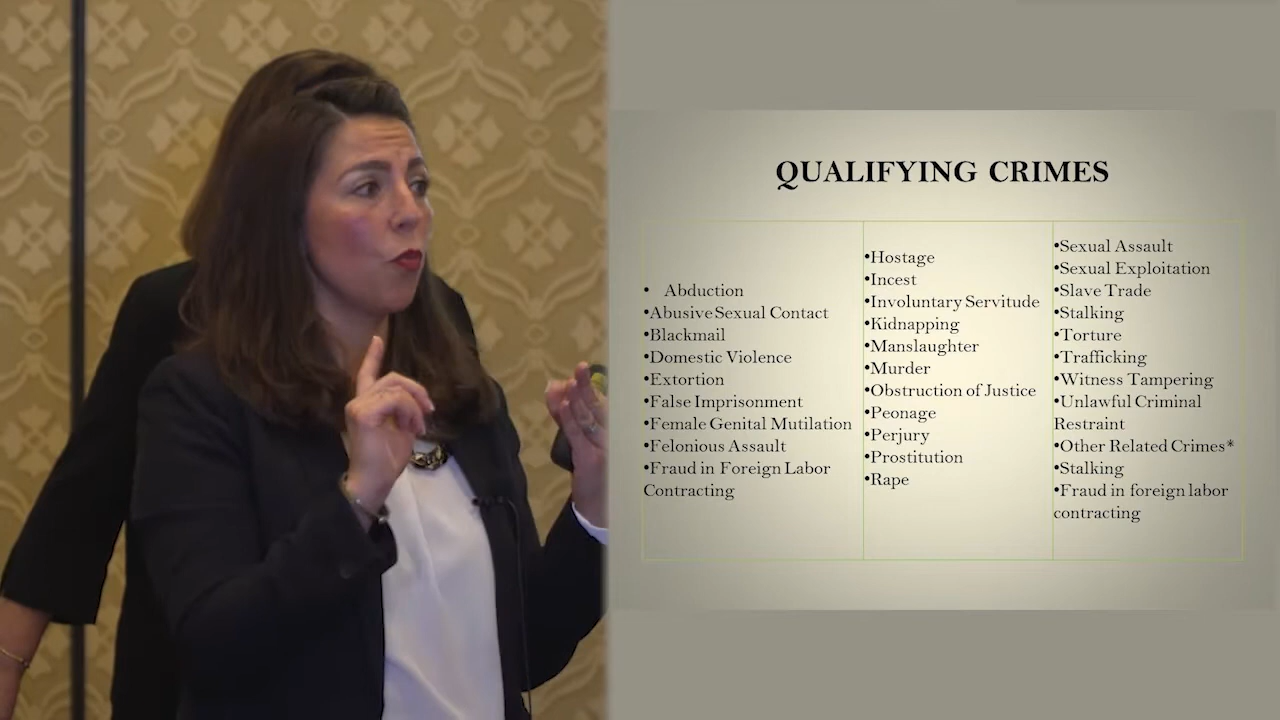 QUALIFYING CRIMES
• Abduction
•Abusive Sexual Contact
•Blackmail
•Domestic Violence
•Extortion
•False Imprisonment
•Female Genital Mutilation
•Felonious Assault
•Fraud in Foreign Labor
Contracting
•Hostage
•Incest
•Involuntary Servitude
•Kidnapping
•Manslaughter
•Murder
•Obstruction of Justice
•Peonage
•Perjury
•Prostitution
•Rape
•Sexual Assault
•Sexual Exploitation
•Slave Trade
•Stalking
•Torture
•Trafficking
•Witness Tampering
•Unlawful Criminal
Restraint
•Other Related Crimes*
•Stalking
•Fraud in foreign labor
contracting